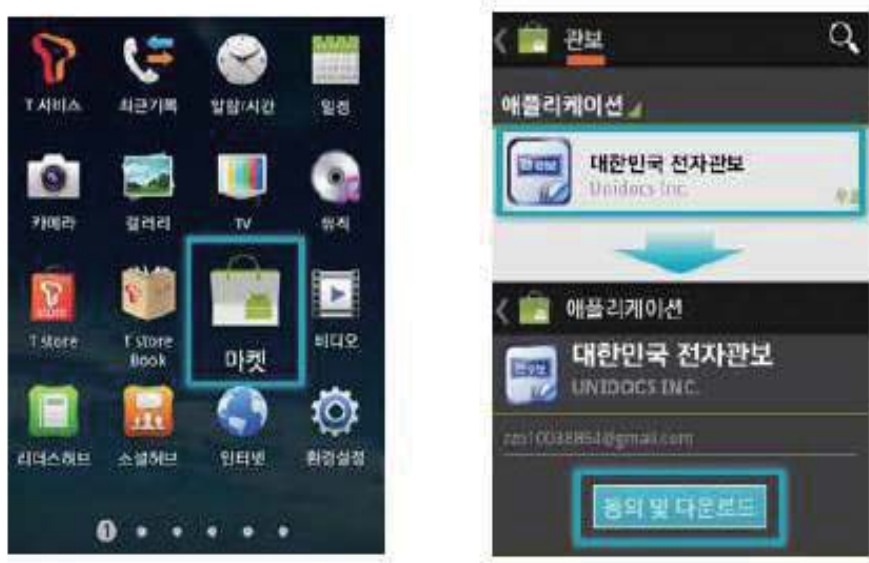 T 서비스
최근기록
알람/시간
일정
카메라
갤러리
TV
뮤직
T store
T store
Book
마켓
비디오
리더스허브
소셜허브
인터넷
환경설정
1
관보
애플리케이션
대한민국 전자관보
Unidocs Inc.
애플리케이션
대한민국 전자관보
UNIDOCS INC.
동의 및 다운로드